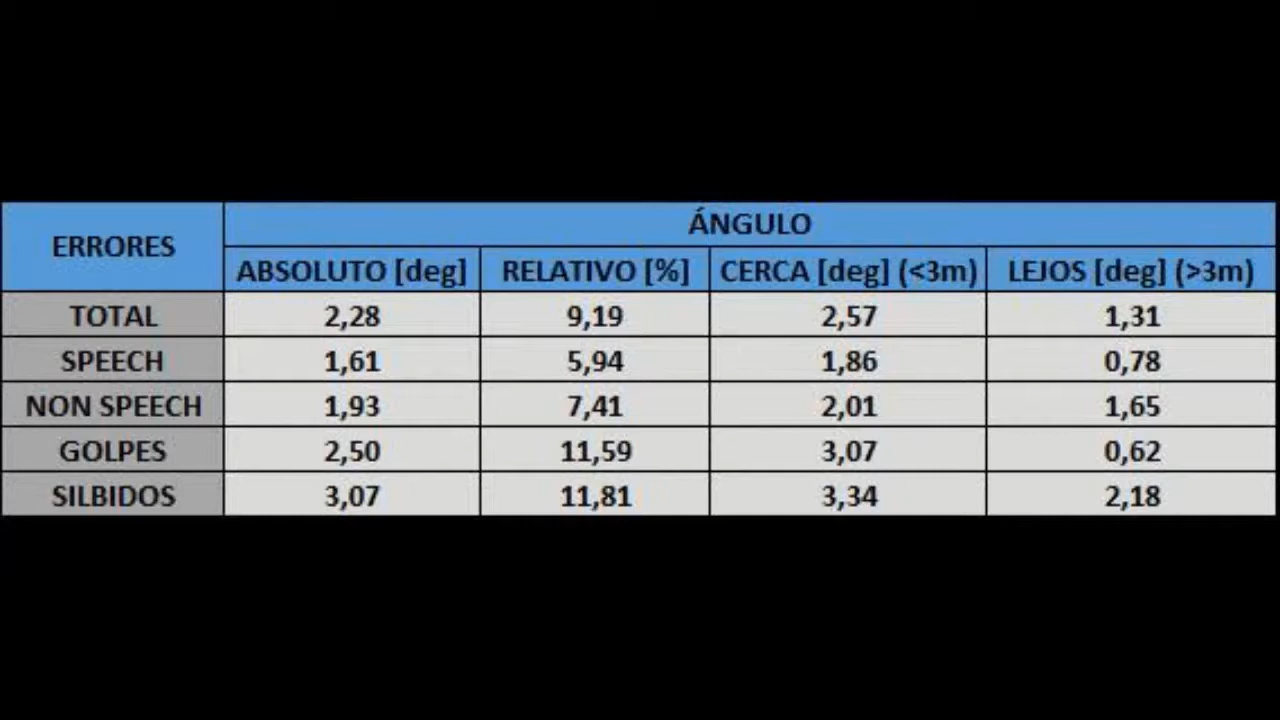 ERRORES
ÁNGULO
ABSOLUTO [deg] RELATIVO [%] CERCA [deg] (<3m) LEJOS [deg] (>3m)
TOTAL 2,28 9,19 2,57 1,31
SPEECH 1,61 5,94 1,86 0,78
NON SPEECH 1,93 7,41 2,01 1,65
GOLPES 2,50 11,59 3,07 0,62
SILBIDOS 3,07 11,81 3,34 2,18